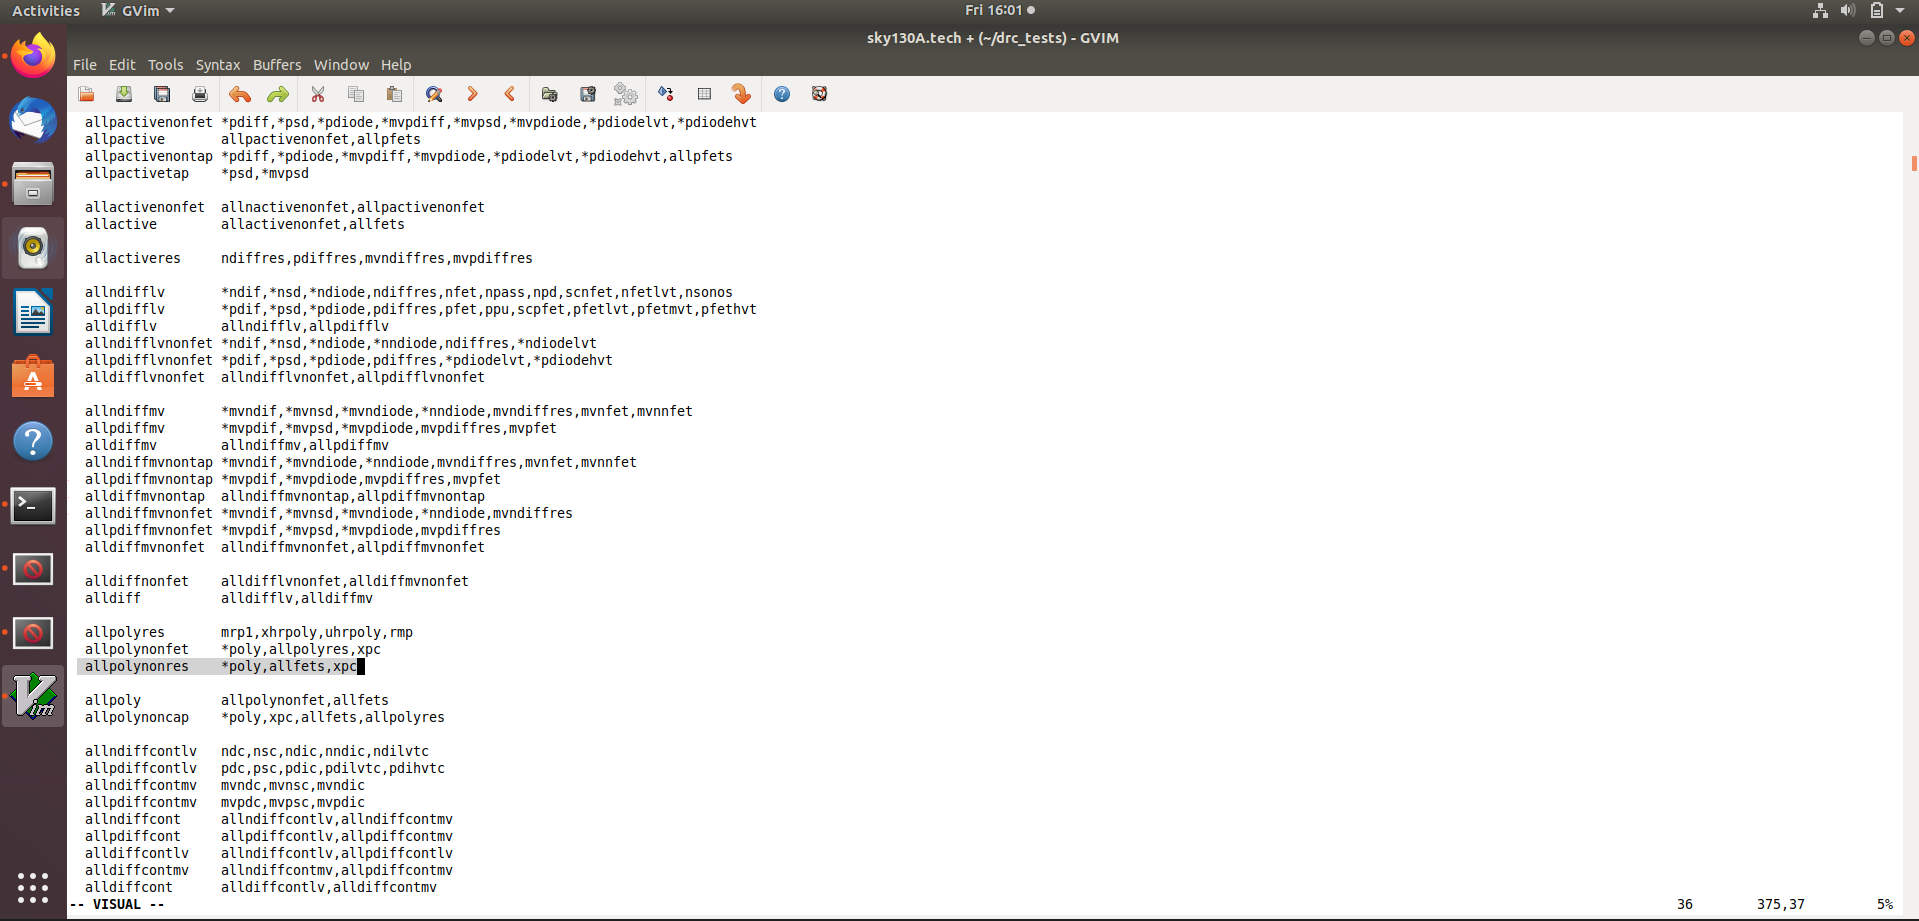 Activities GVim Fri 16:01
sky130A.tech + (~/drc_tests) - GVIM
File Edit Tools Syntax Buffers Window Help
allpactivenonfet *pdiff,*psd,*pdiode,*mvpdiff,*mvpsd,*mvpdiode,*pdiodelvt,*pdiodehvt
allpactive allpactivenonfet,allpfets
allpactivenontap *pdiff,*pdiode,*mvpdiff,*mvpdiode,*pdiodelvt,*pdiodehvt,allpfets
allpactivetap *psd,*mvpsd
allactivenonfet allnactivenonfet,allpactivenonfet
allactive allactivenonfet,allfets
allactiveres ndiffres,pdiffres,mvndiffres,mvpdiffres
allndifflv *ndif,*nsd,*ndiode,ndiffres,nfet,npass,npd,scnfet,nfetlvt,nsonos
allpdifflv *pdif,*psd,*pdiode,pdiffres,pfet,ppu,scpfet,pfetlvt,pfetmvt,pfethvt
alldifflv allndifflv,allpdifflv
allndifflvnonfet *ndif,*nsd,*ndiode,*nndiode,ndiffres,*ndiodelvt
allpdifflvnonfet *pdif,*psd,*pdiode,pdiffres,*pdiodelvt,*pdiodehvt
alldifflvnonfet allndifflvnonfet,allpdifflvnonfet
allndiffmv *mvndif,*mvnsd,*mvndiode,*nndiode,mvndiffres,mvnfet,mvnnfet
allpdiffmv *mvpdif,*mvpsd,*mvpdiode,mvpdiffres,mvpfet
alldiffmv allndiffmv,allpdiffmv
allndiffmvnontap *mvndif,*mvndiode,*nndiode,mvndiffres,mvnfet,mvnnfet
allpdiffmvnontap *mvpdif,*mvpdiode,mvpdiffres,mvpfet
alldiffmvnontap allndiffmvnontap,allpdiffmvnontap
allndiffmvnonfet *mvndif,*mvnsd,*mvndiode,*nndiode,mvndiffres
allpdiffmvnonfet *mvpdif,*mvpsd,*mvpdiode,mvpdiffres
alldiffmvnonfet allndiffmvnonfet,allpdiffmvnonfet
alldiffnonfet alldifflvnonfet,alldiffmvnonfet
alldiff alldifflv,alldiffmv
allpolyres mrp1,xhrpoly,uhrpoly,rmp
allpolynonfet *poly,allpolyres,xpc
allpolynonres *poly,allfets,xpc
allpoly allpolynonfet,allfets
allpolynoncap *poly,xpc,allfets,allpolyres
allndiffcontlv ndc,nsc,ndic,nndic,ndilvtc
allpdiffcontlv pdc,psc,pdic,pdilvtc,pdihvtc
allndiffcontmv mvndc,mvnsc,mvndic
allpdiffcontmv mvpdc,mvpsc,mvpdic
allndiffcont allndiffcontlv,allndiffcontmv
allpdiffcont allpdiffcontlv,allpdiffcontmv
alldiffcontlv allndiffcontlv,allpdiffcontlv
alldiffcontmv allndiffcontmv,allpdiffcontmv
alldiffcont alldiffcontlv,alldiffcontmv
-- VISUAL -- 36 375,37 5%